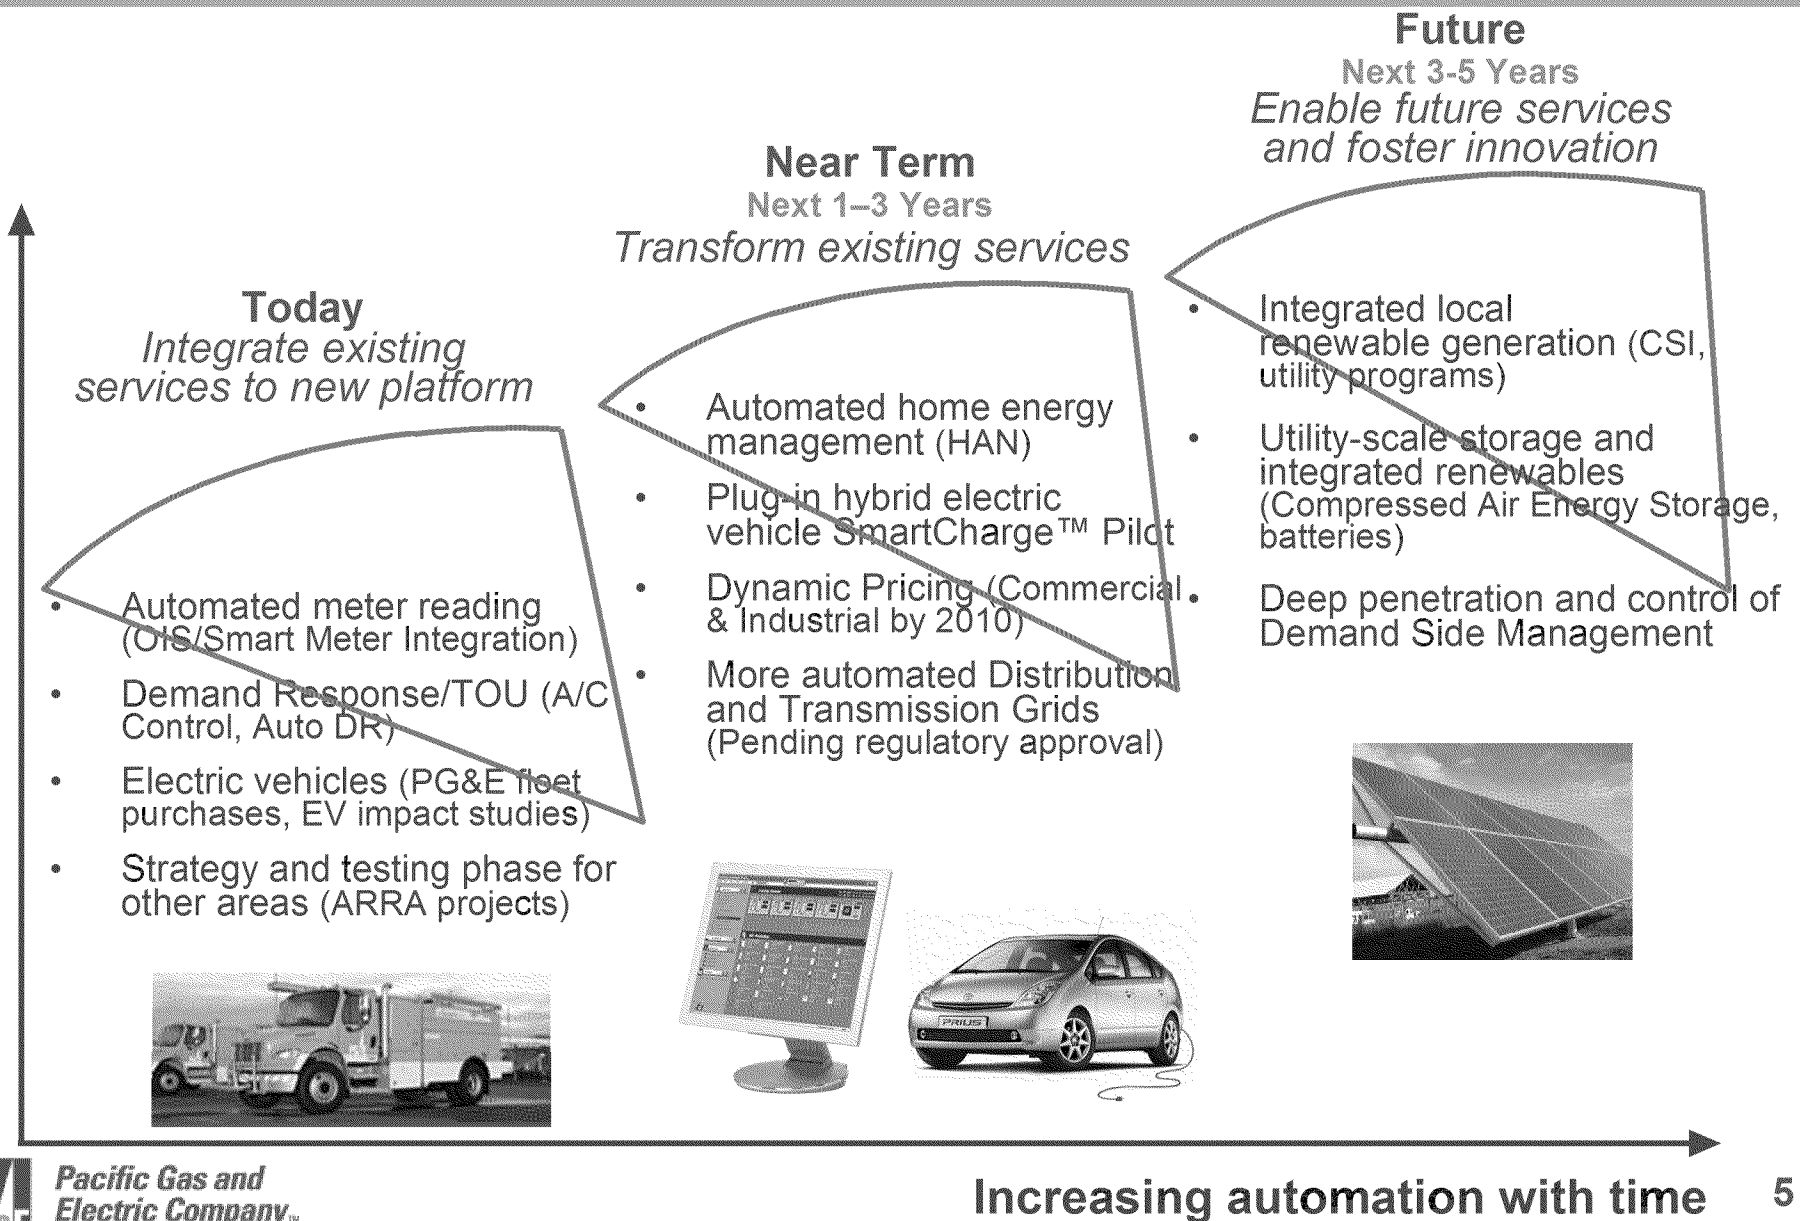 Future
Next 3-5 Years
Enable future services
and foster innovation
Near Term
Next 1–3 Years
Transform existing services
Today
Integrate existing
services to new platform
• Integrated local
renewable generation (CSI,
utility programs)
• Utility-scale storage and
integrated renewables
(Compressed Air Energy Storage,
batteries)
• Deep penetration and control of
Demand Side Management
• Automated home energy
management (HAN)
• Plug-in hybrid electric
vehicle SmartCharge™ Pilot
• Dynamic Pricing (Commercial
& Industrial by 2010)
• More automated Distribution
and Transmission Grids
(Pending regulatory approval)
• Automated meter reading
(OIS/Smart Meter Integration)
• Demand Response/TOU (A/C
Control, Auto DR)
• Electric vehicles (PG&E fleet
purchases, EV impact studies)
• Strategy and testing phase for
other areas (ARRA projects)
PRIUS
Pacific Gas and
Electric Company™
Increasing automation with time
5